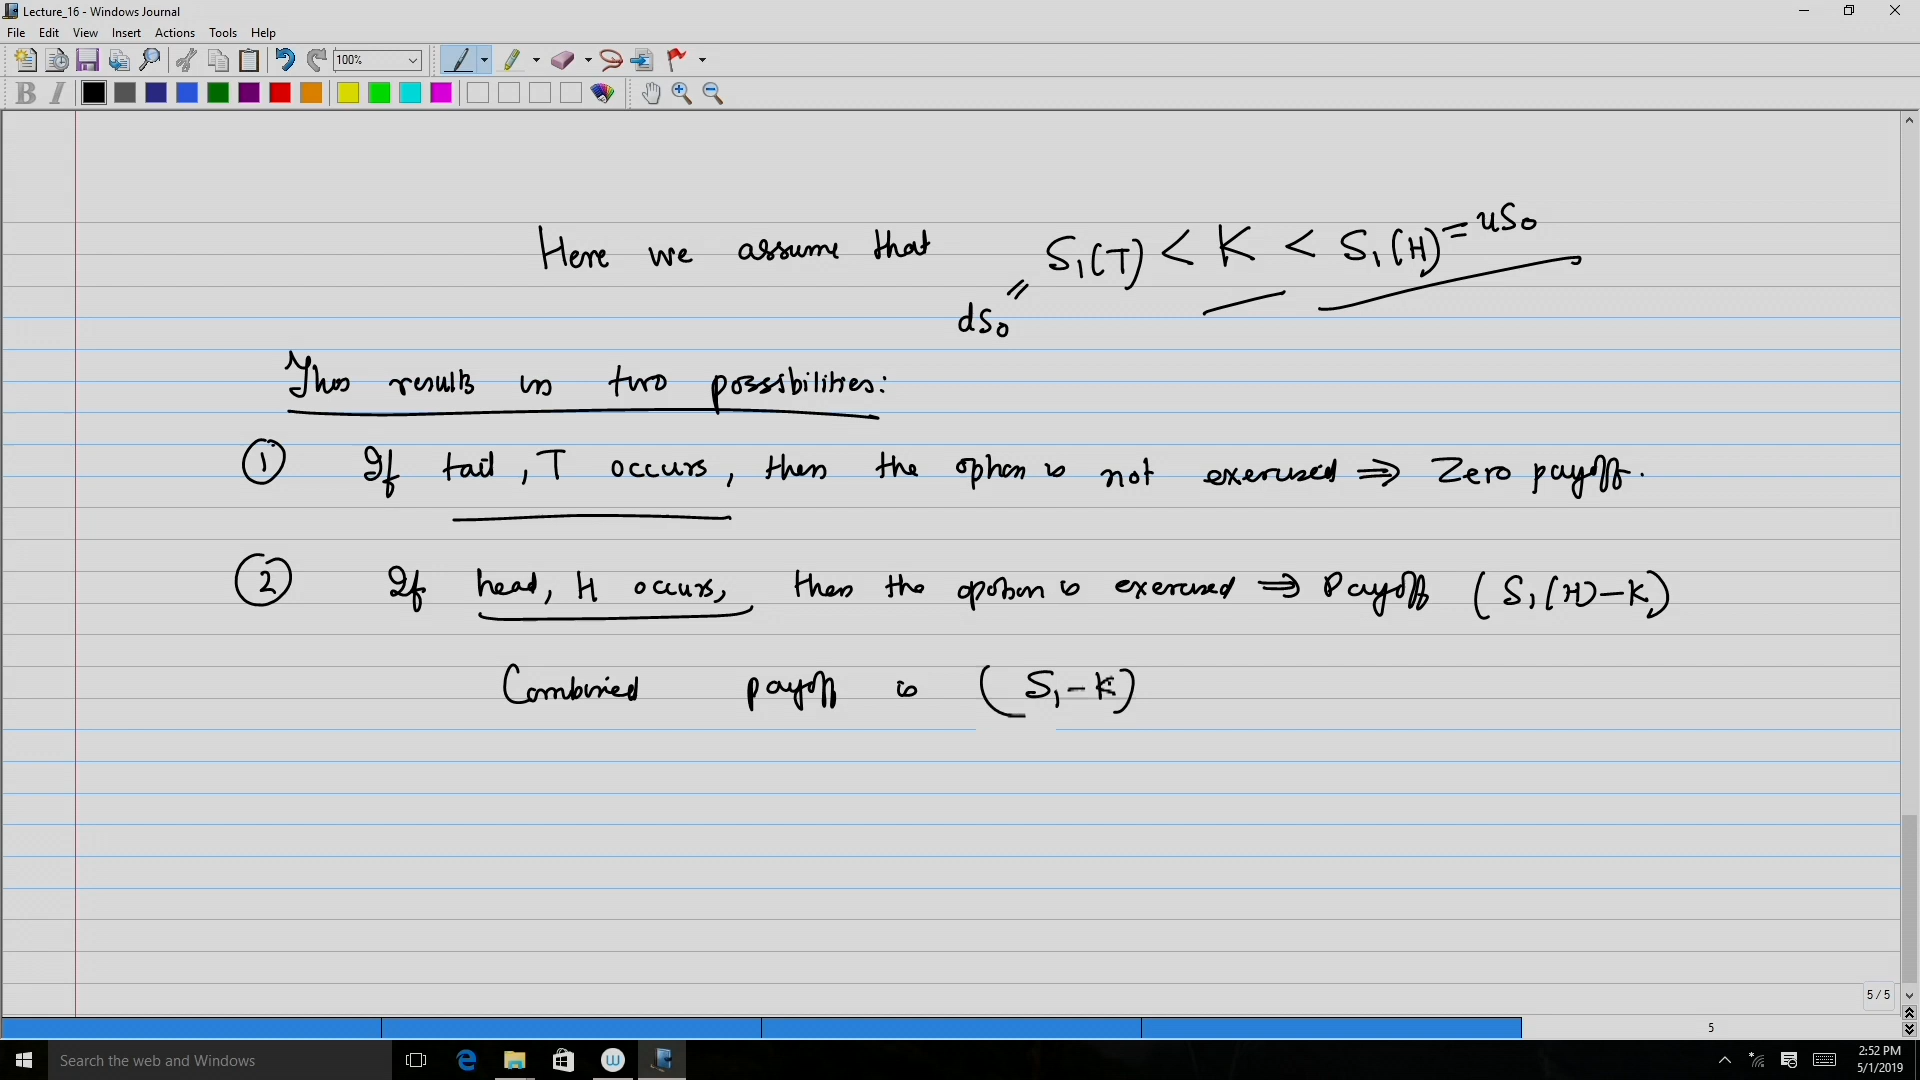 Lecture_16 - Windows Journal
File Edit View Insert Actions Tools Help
100%
B I
Here we assume that S₁(T) < K < S₁(H) = uS₀
dS₀ =
This results in two possibilities:
① If tail, T occurs, then the option is not exercised ⇒ Zero payoff.
② If head, H occurs, then the option is exercised ⇒ Payoff (S₁(H)-K)
Combined payoff is (S₁-K)
5 / 5
5
Search the web and Windows
2:52 PM
5/1/2019